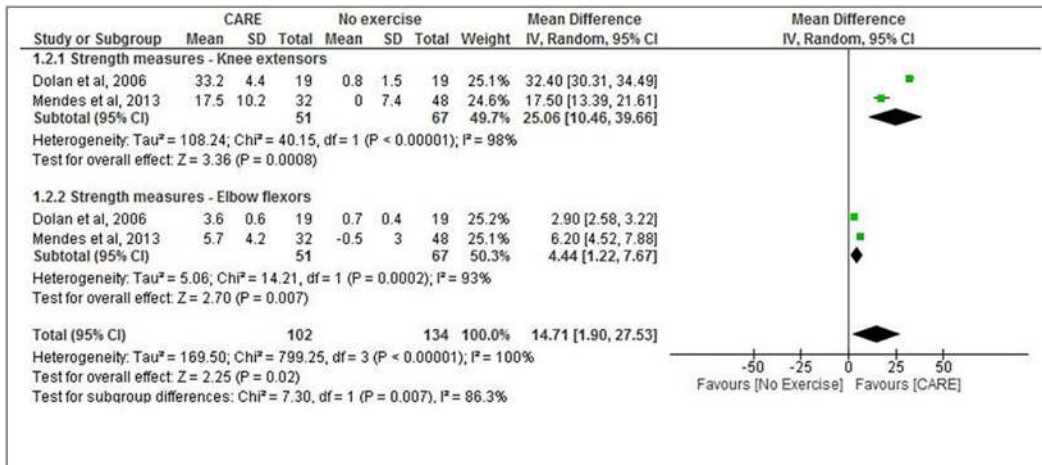 CARE No exercise Mean Difference Mean Difference
Study or Subgroup Mean SD Total Mean SD Total Weight IV, Random, 95% CI IV, Random, 95% CI
1.2.1 Strength measures - Knee extensors
Dolan et al, 2006 33.2 4.4 19 0.8 1.5 19 25.1% 32.40 [30.31, 34.49]
Mendes et al, 2013 17.5 10.2 32 0 7.4 48 24.6% 17.50 [13.39, 21.61]
Subtotal (95% CI) 51 67 49.7% 25.06 [10.46, 39.66]
Heterogeneity: Tau² = 108.24; Chi² = 40.15, df = 1 (P < 0.00001); I² = 98%
Test for overall effect: Z = 3.36 (P = 0.0008)
1.2.2 Strength measures - Elbow flexors
Dolan et al, 2006 3.6 0.6 19 0.7 0.4 19 25.2% 2.90 [2.58, 3.22]
Mendes et al, 2013 5.7 4.2 32 -0.5 3 48 25.1% 6.20 [4.52, 7.88]
Subtotal (95% CI) 51 67 50.3% 4.44 [1.22, 7.67]
Heterogeneity: Tau² = 5.06; Chi² = 14.21, df = 1 (P = 0.0002); I² = 93%
Test for overall effect: Z = 2.70 (P = 0.007)
Total (95% CI) 102 134 100.0% 14.71 [1.90, 27.53]
Heterogeneity: Tau² = 169.50; Chi² = 799.25, df = 3 (P < 0.00001); I² = 100%
Test for overall effect: Z = 2.25 (P = 0.02)
Test for subgroup differences: Chi² = 7.30, df = 1 (P = 0.007), I² = 86.3%
-50 -25 0 25 50
Favours [No Exercise] Favours [CARE]